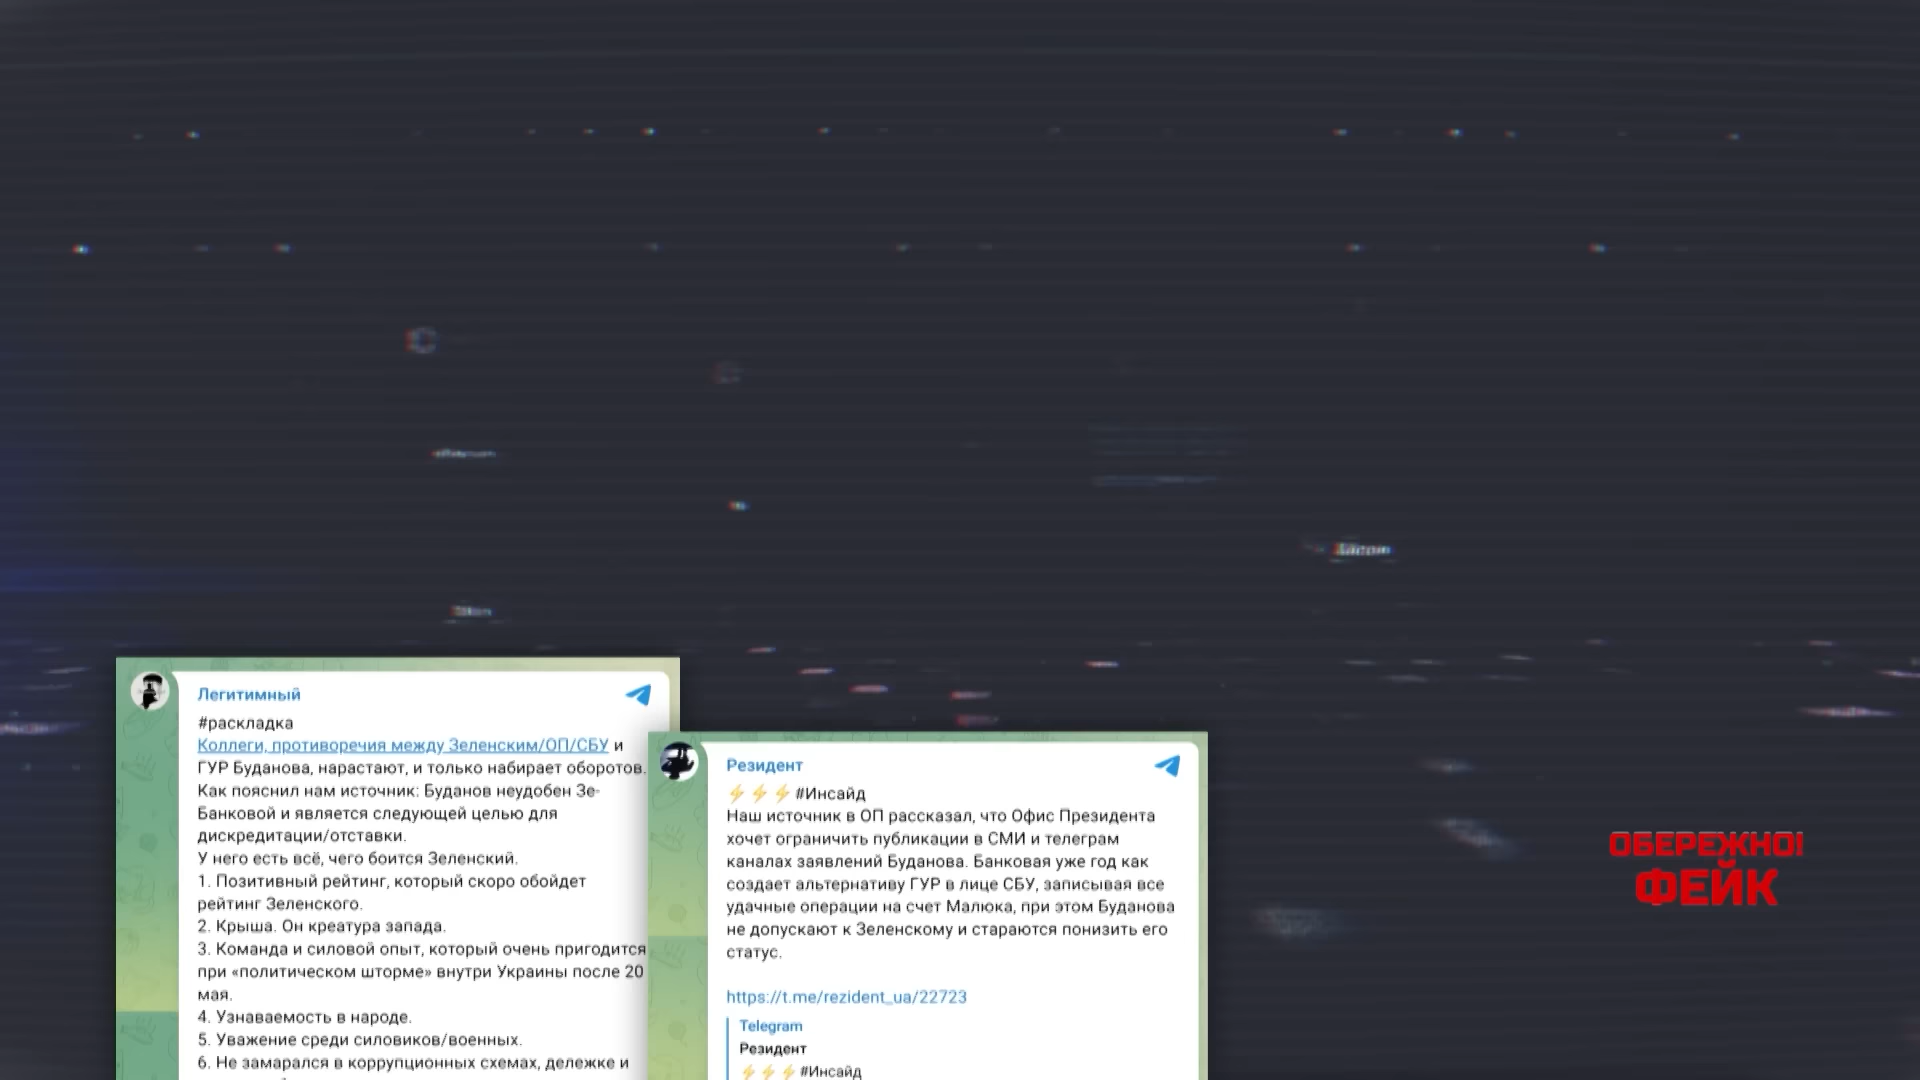 Легитимный
#раскладка
Коллеги, противоречия между Зеленским/ОП/СБУ и
ГУР Буданова, нарастают, и только набирает оборотов.
Как пояснил нам источник: Буданов неудобен Зе-
Банковой и является следующей целью для
дискредитации/отставки.
У него есть всё, чего боится Зеленский.
1. Позитивный рейтинг, который скоро обойдет
рейтинг Зеленского.
2. Крыша. Он креатура запада.
3. Команда и силовой опыт, который очень пригодится
при «политическом шторме» внутри Украины после 20
мая.
4. Узнаваемость в народе.
5. Уважение среди силовиков/военных.
6. Не замарался в коррупционных схемах, дележке и
Резидент
⚡⚡⚡#Инсайд
Наш источник в ОП рассказал, что Офис Президента
хочет ограничить публикации в СМИ и телеграм
каналах заявлений Буданова. Банковая уже год как
создает альтернативу ГУР в лице СБУ, записывая все
удачные операции на счет Малюка, при этом Буданова
не допускают к Зеленскому и стараются понизить его
статус.
https://t.me/rezident_ua/22723
Telegram
Резидент
⚡⚡⚡#Инсайд
ОБЕРЕЖНО!
ФЕЙК